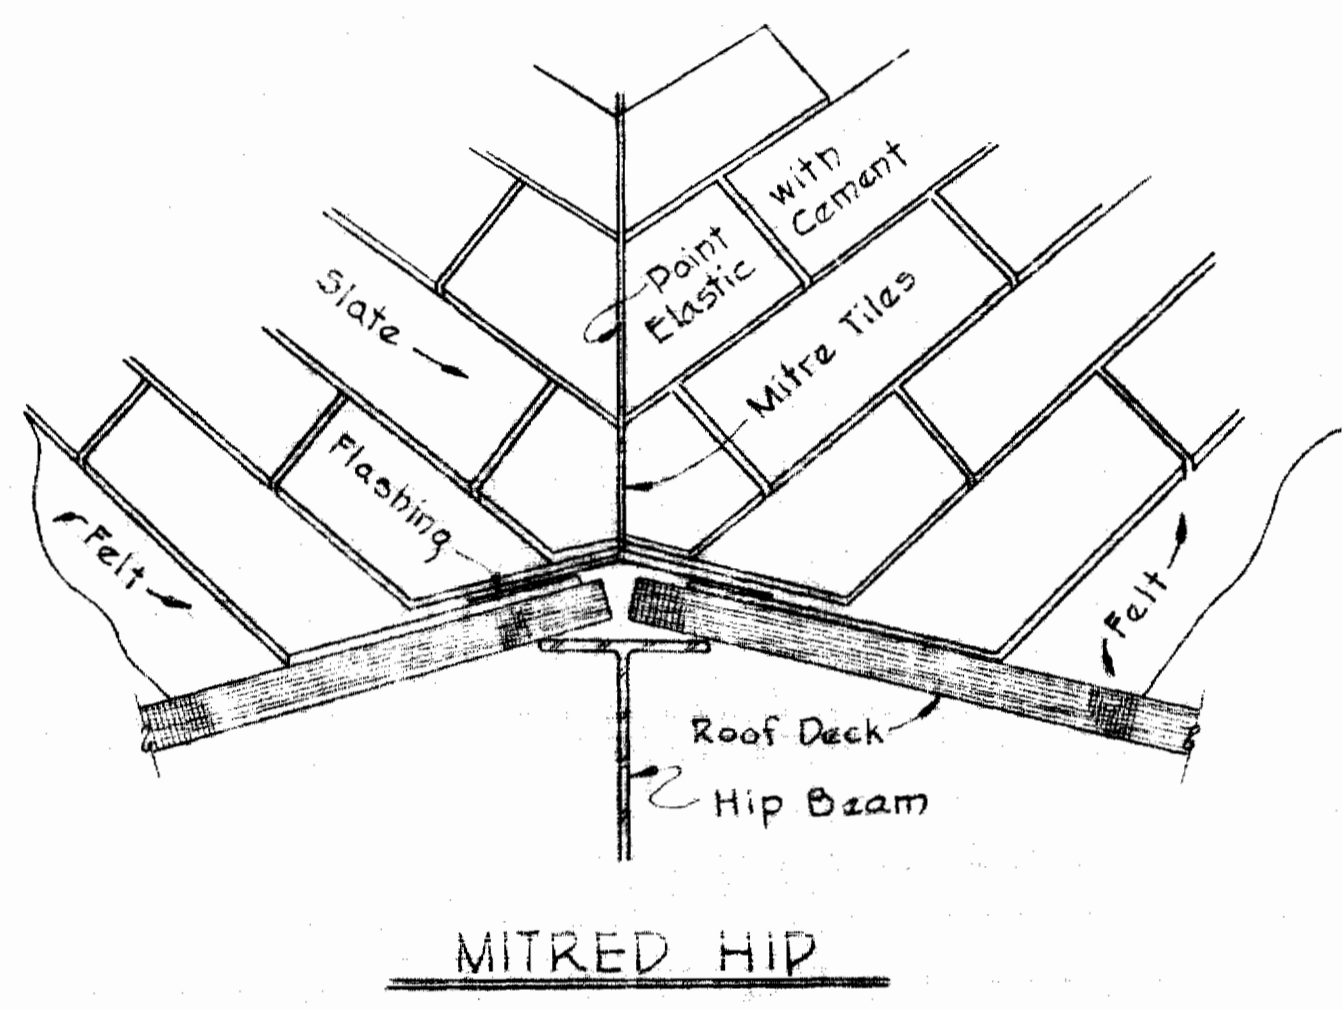 with
Cement
Point
Elastic
Slate
Mitre Tiles
Flashing
Felt
Felt
Roof Deck
Hip Beam
MITRED HIP